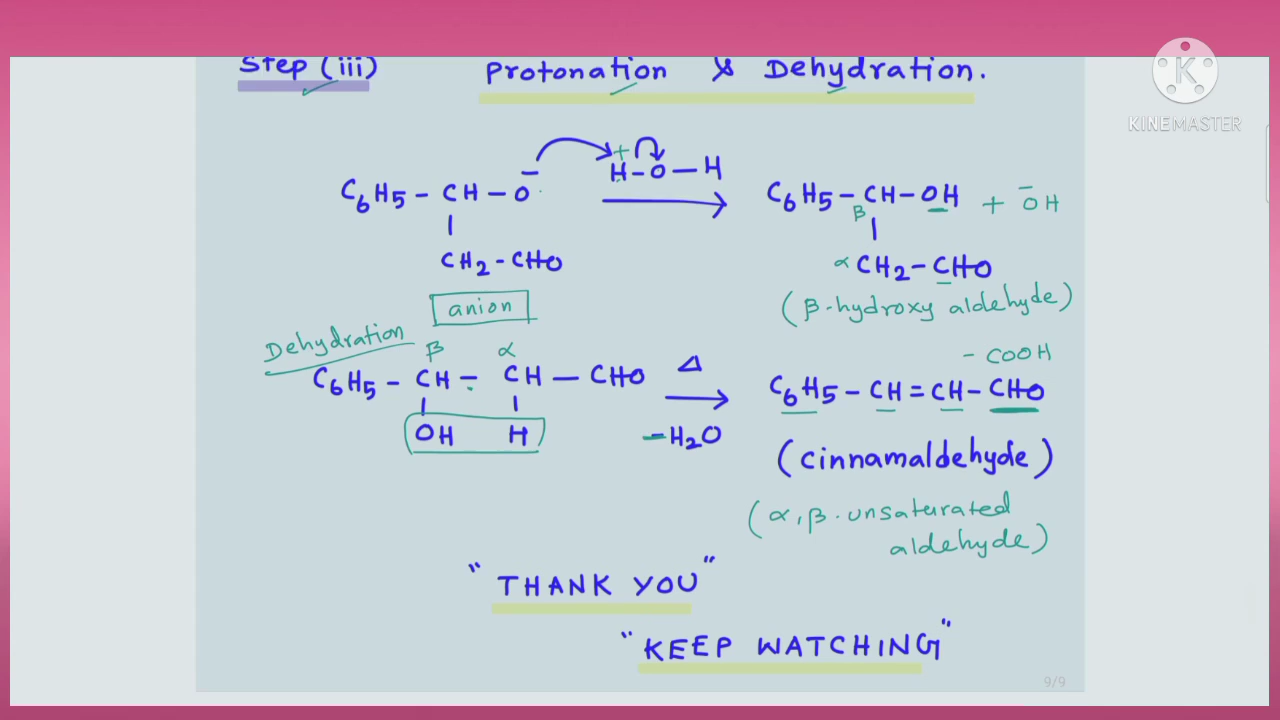 Step (iii) Protonation & Dehydration.
KINEMASTER
+
C6H5 - CH - O⁻ H - O - H C6H5 - CH - OH + ⁻OH
β
CH2 - CHO α CH2 - CHO
anion (β-hydroxy aldehyde)
Dehydration β α Δ - COOH
C6H5 - CH - CH - CHO C6H5 - CH = CH - CHO
OH H -H2O
(cinnamaldehyde)
(α, β-unsaturated
aldehyde)
"THANK YOU"
"KEEP WATCHING"
9/9